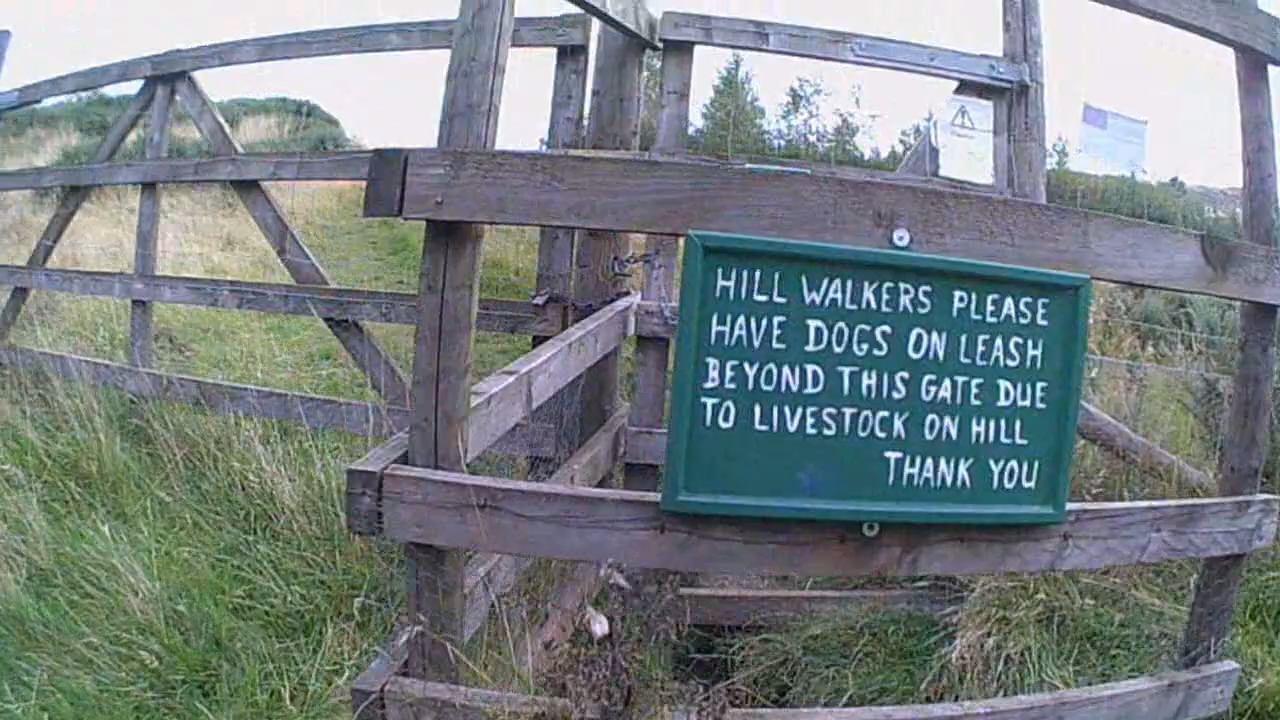 HILL WALKERS PLEASE
HAVE DOGS ON LEASH
BEYOND THIS GATE DUE
TO LIVESTOCK ON HILL
THANK YOU